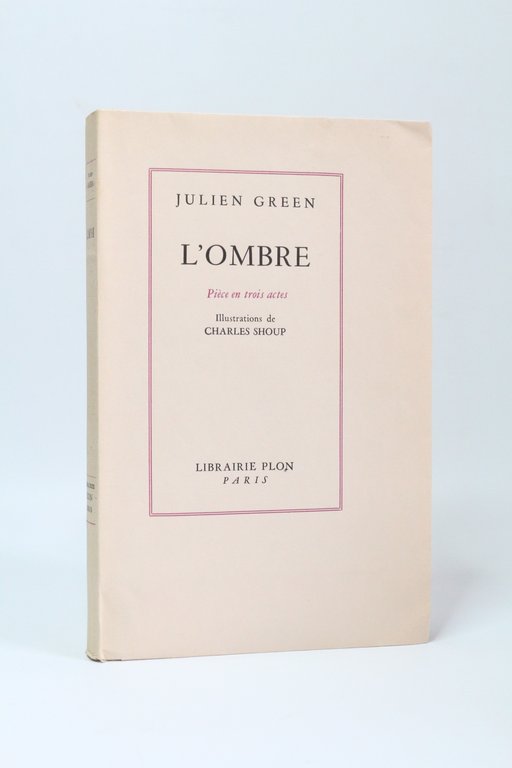 JULIEN GREEN
L'OMBRE
Pièce en trois actes
Illustrations de
CHARLES SHOUP
LIBRAIRIE PLON
PARIS